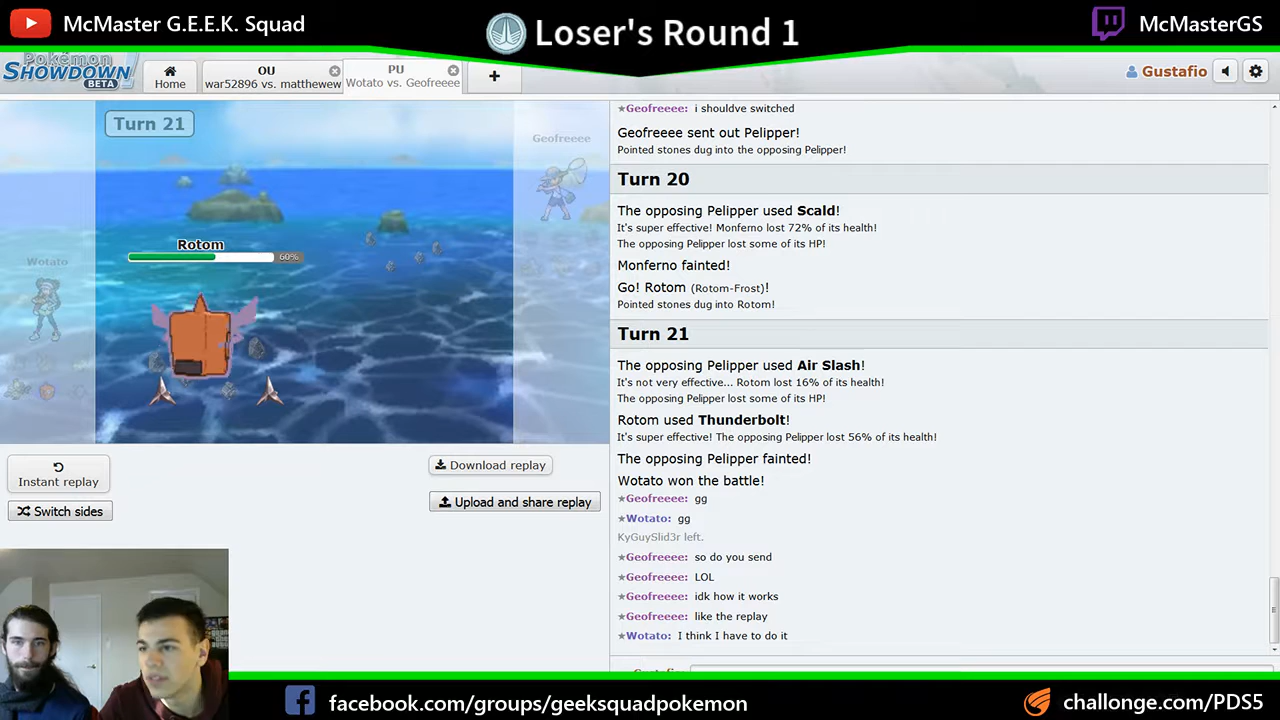 McMaster G.E.E.K. Squad
Loser's Round 1
McMasterGS
Pokémon
SHOWDOWN
BETA
Home
OU
war52896 vs. matthewew
PU
Wotato vs. Geofreeee
+
Gustafio
Turn 21
Geofreeee
Rotom
60%
Wotato
Instant replay
Switch sides
Download replay
Upload and share replay
★Geofreeee: i shouldve switched
Geofreeee sent out Pelipper!
Pointed stones dug into the opposing Pelipper!
Turn 20
The opposing Pelipper used Scald!
It's super effective! Monferno lost 72% of its health!
The opposing Pelipper lost some of its HP!
Monferno fainted!
Go! Rotom (Rotom-Frost)!
Pointed stones dug into Rotom!
Turn 21
The opposing Pelipper used Air Slash!
It's not very effective... Rotom lost 16% of its health!
The opposing Pelipper lost some of its HP!
Rotom used Thunderbolt!
It's super effective! The opposing Pelipper lost 56% of its health!
The opposing Pelipper fainted!
Wotato won the battle!
★Geofreeee: gg
★Wotato: gg
KyGuySlid3r left.
★Geofreeee: so do you send
★Geofreeee: LOL
★Geofreeee: idk how it works
★Geofreeee: like the replay
★Wotato: I think I have to do it
facebook.com/groups/geeksquadpokemon
challonge.com/PDS5